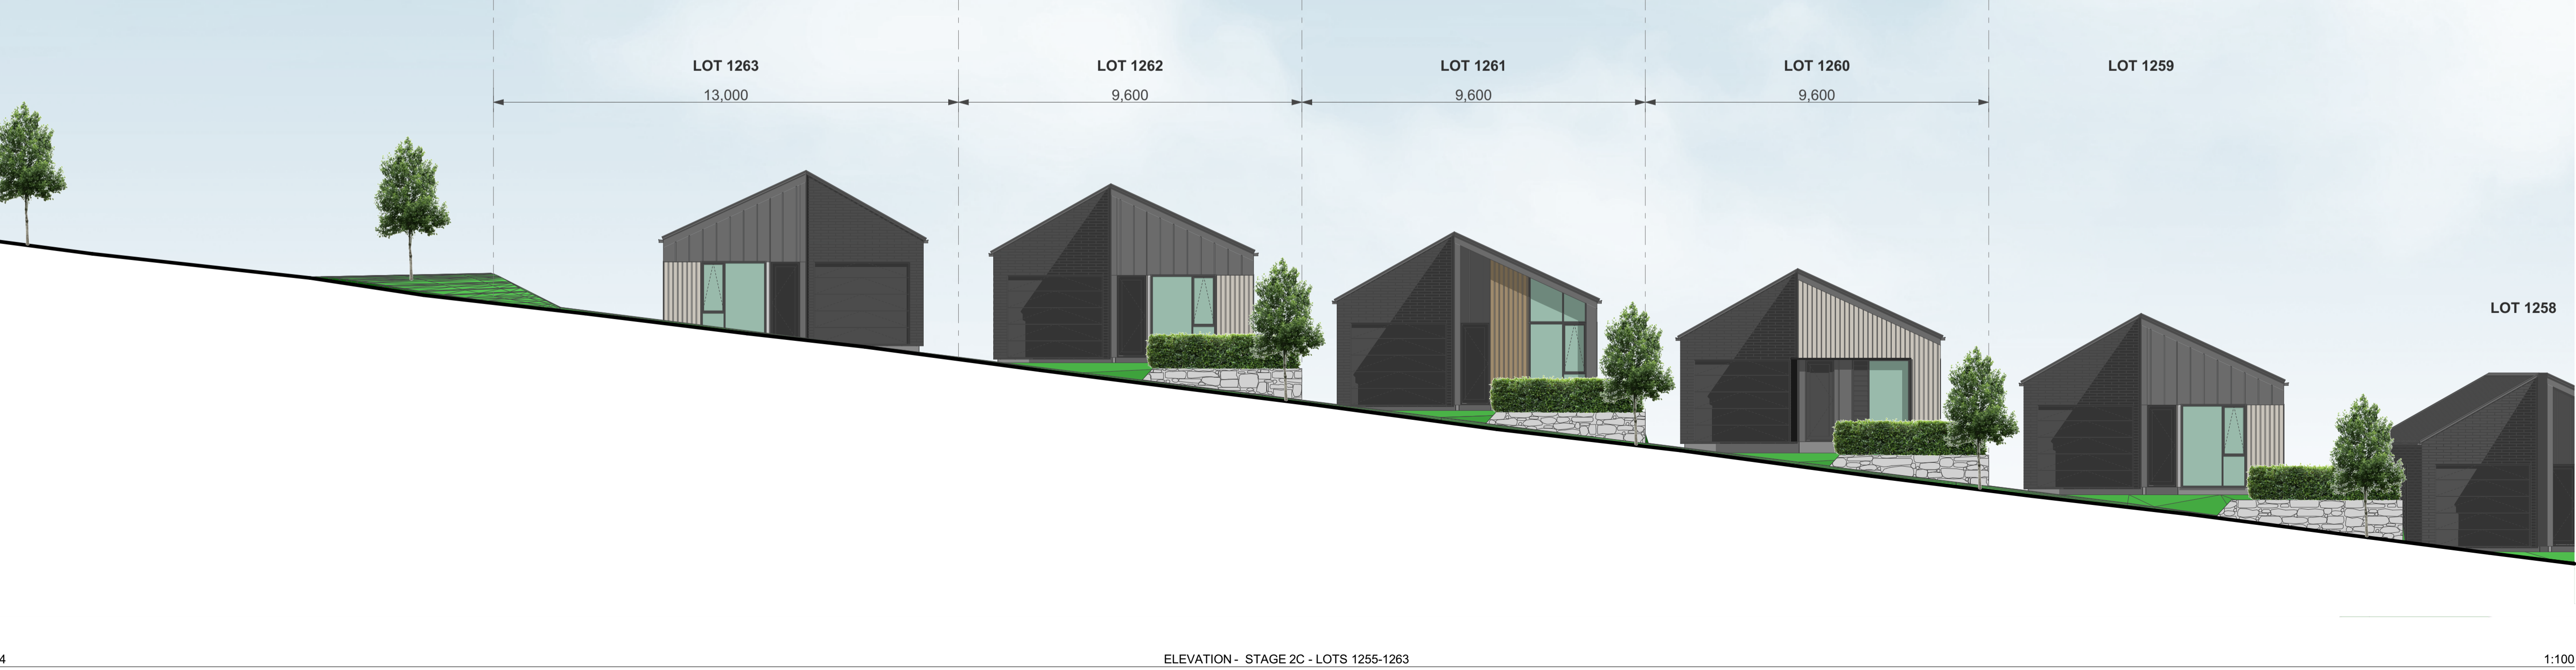 LOT 1263
LOT 1262
LOT 1261
LOT 1260
LOT 1259
13,000
9,600
9,600
9,600
LOT 1258
4
ELEVATION - STAGE 2C - LOTS 1255-1263
1:100